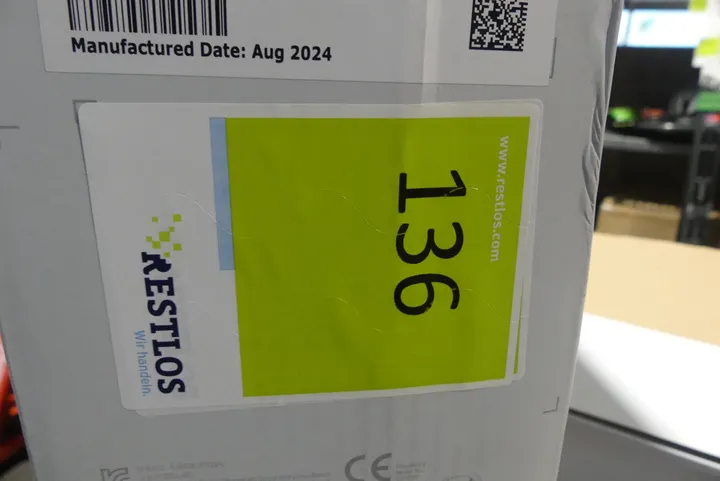 Manufactured Date: Aug 2024
www.restlos.com
136
RESTLOS
Wir handeln.
CE